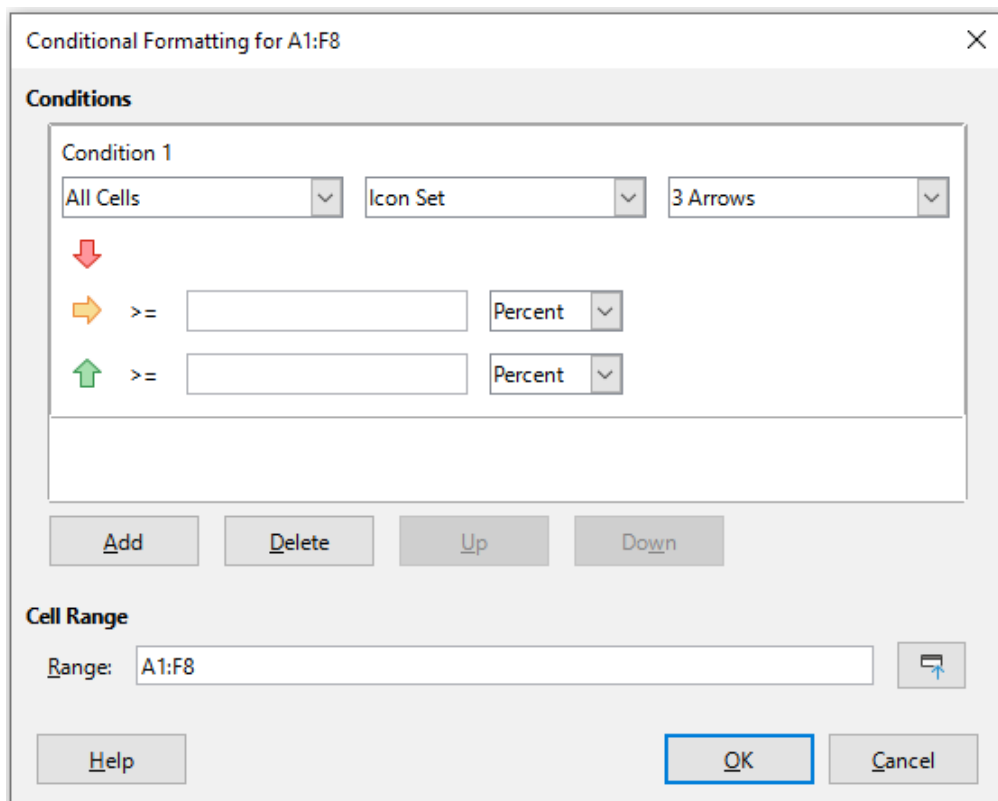 Conditional Formatting for A1:F8
Conditions
Condition 1
All Cells Icon Set 3 Arrows
>= Percent
>= Percent
Add Delete Up Down
Cell Range
Range: A1:F8
Help OK Cancel